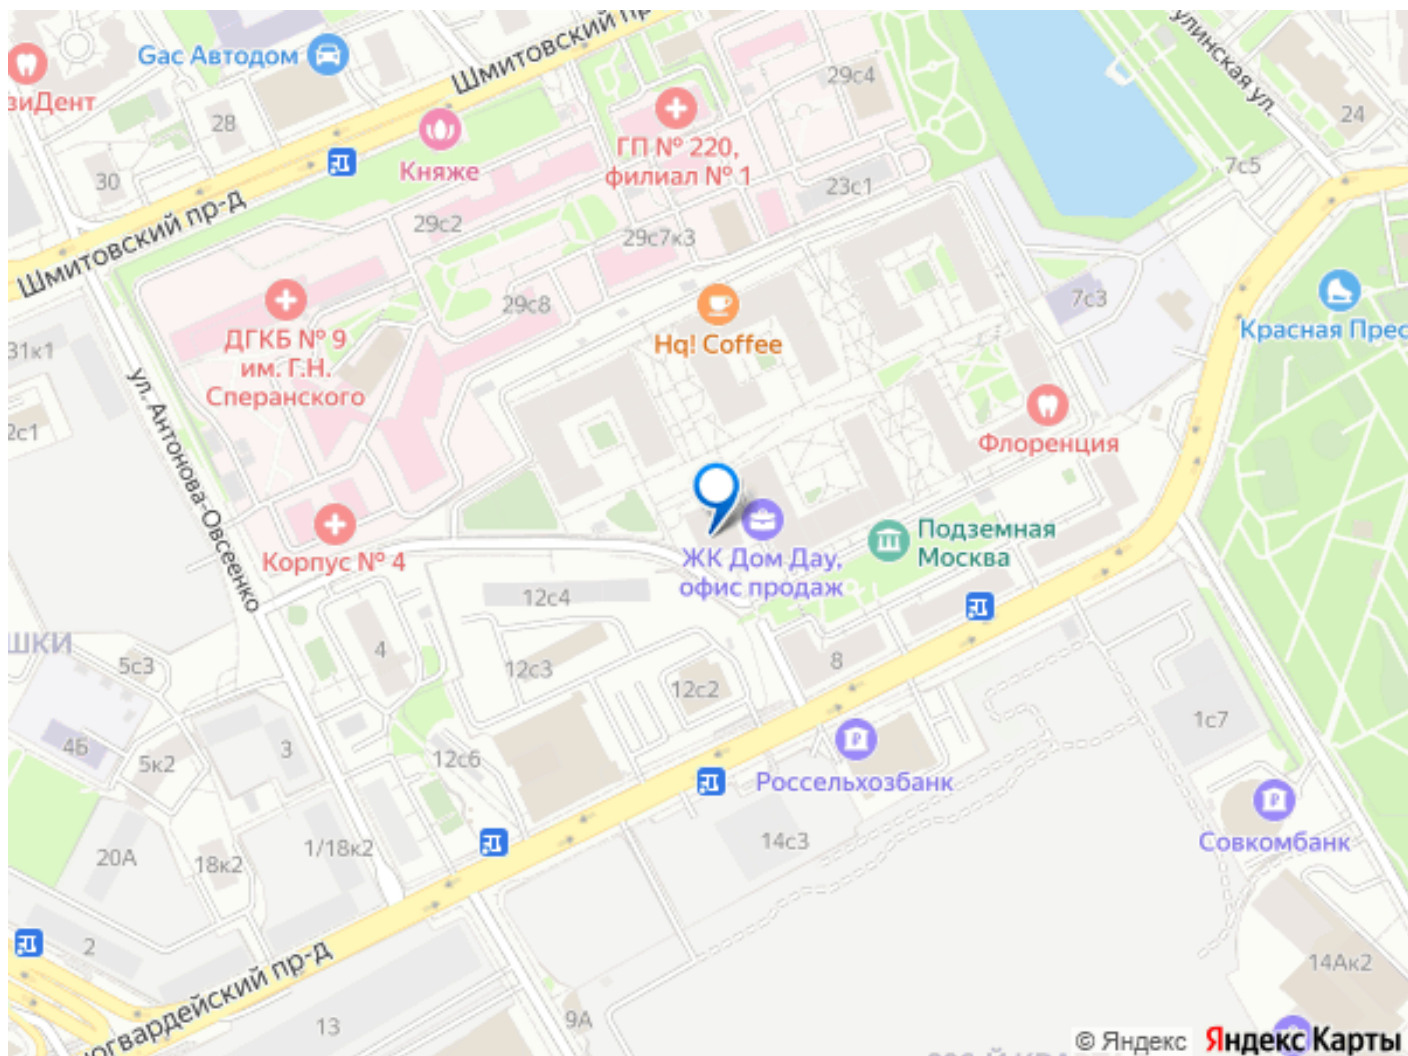 Gac Автодом
Шмитовский пр-д
улинская ул.
зиДент
28
30
Княже
ГП № 220,
филиал № 1
29с4
24
7с5
23с1
29с2
29с7к3
Шмитовский пр-д
29с8
7с3
ДГКБ № 9
им. Г.Н.
Сперанского
Hq! Coffee
Красная Прес
31к1
2с1
ул. Антонова-Овсеенко
Флоренция
Корпус № 4
ЖК Дом Дау,
офис продаж
Подземная
Москва
12с4
шки
5с3
4
12с3
12с2
8
1с7
4Б
5к2
3
12с6
Россельхозбанк
20А
18к2
1/18к2
14с3
Совкомбанк
2
огвардейский пр-д
13
9А
14Ак2
© Яндекс
Яндекс Карты